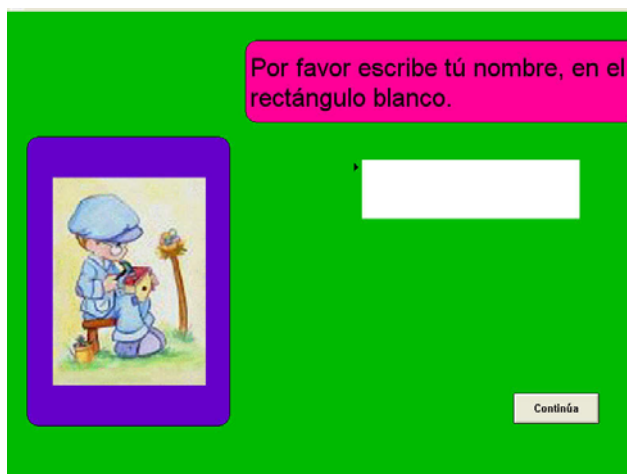 Por favor escribe tú nombre, en el
rectángulo blanco.
Continúa